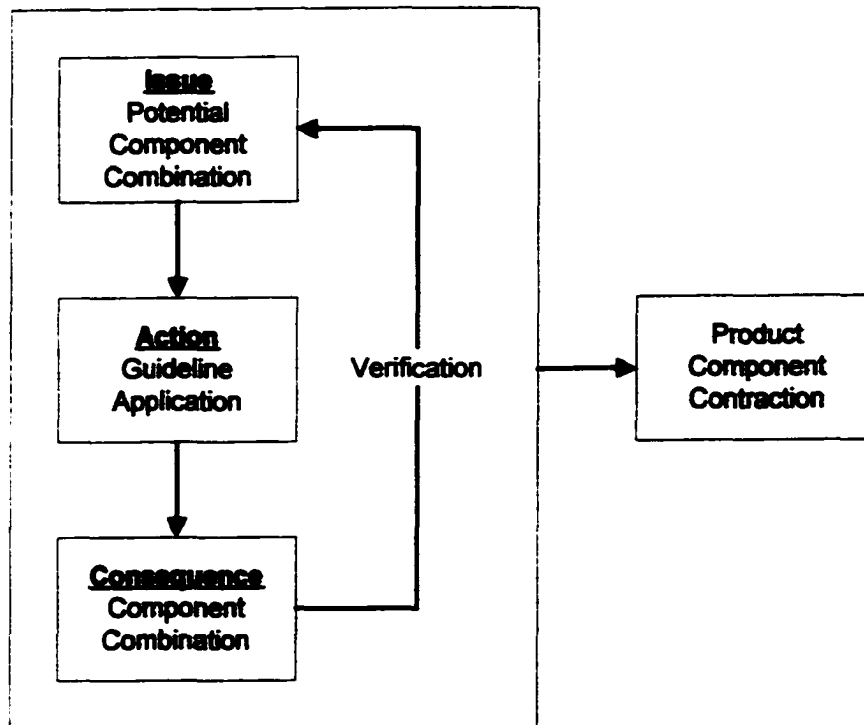 Issue
Potential
Component
Combination
Action
Guideline
Application
Verification
Consequence
Component
Combination
Product
Component
Contraction